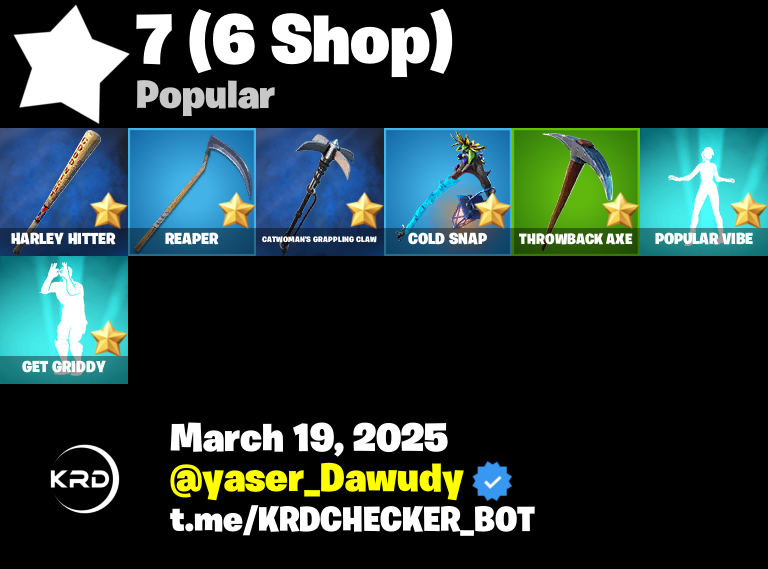 7 (6 Shop)
Popular
HARLEY HITTER
REAPER
CATWOMAN'S GRAPPLING CLAW
COLD SNAP
THROWBACK AXE
POPULAR VIBE
GET GRIDDY
March 19, 2025
KRD
@yaser_Dawudy
t.me/KRDCHECKER_BOT